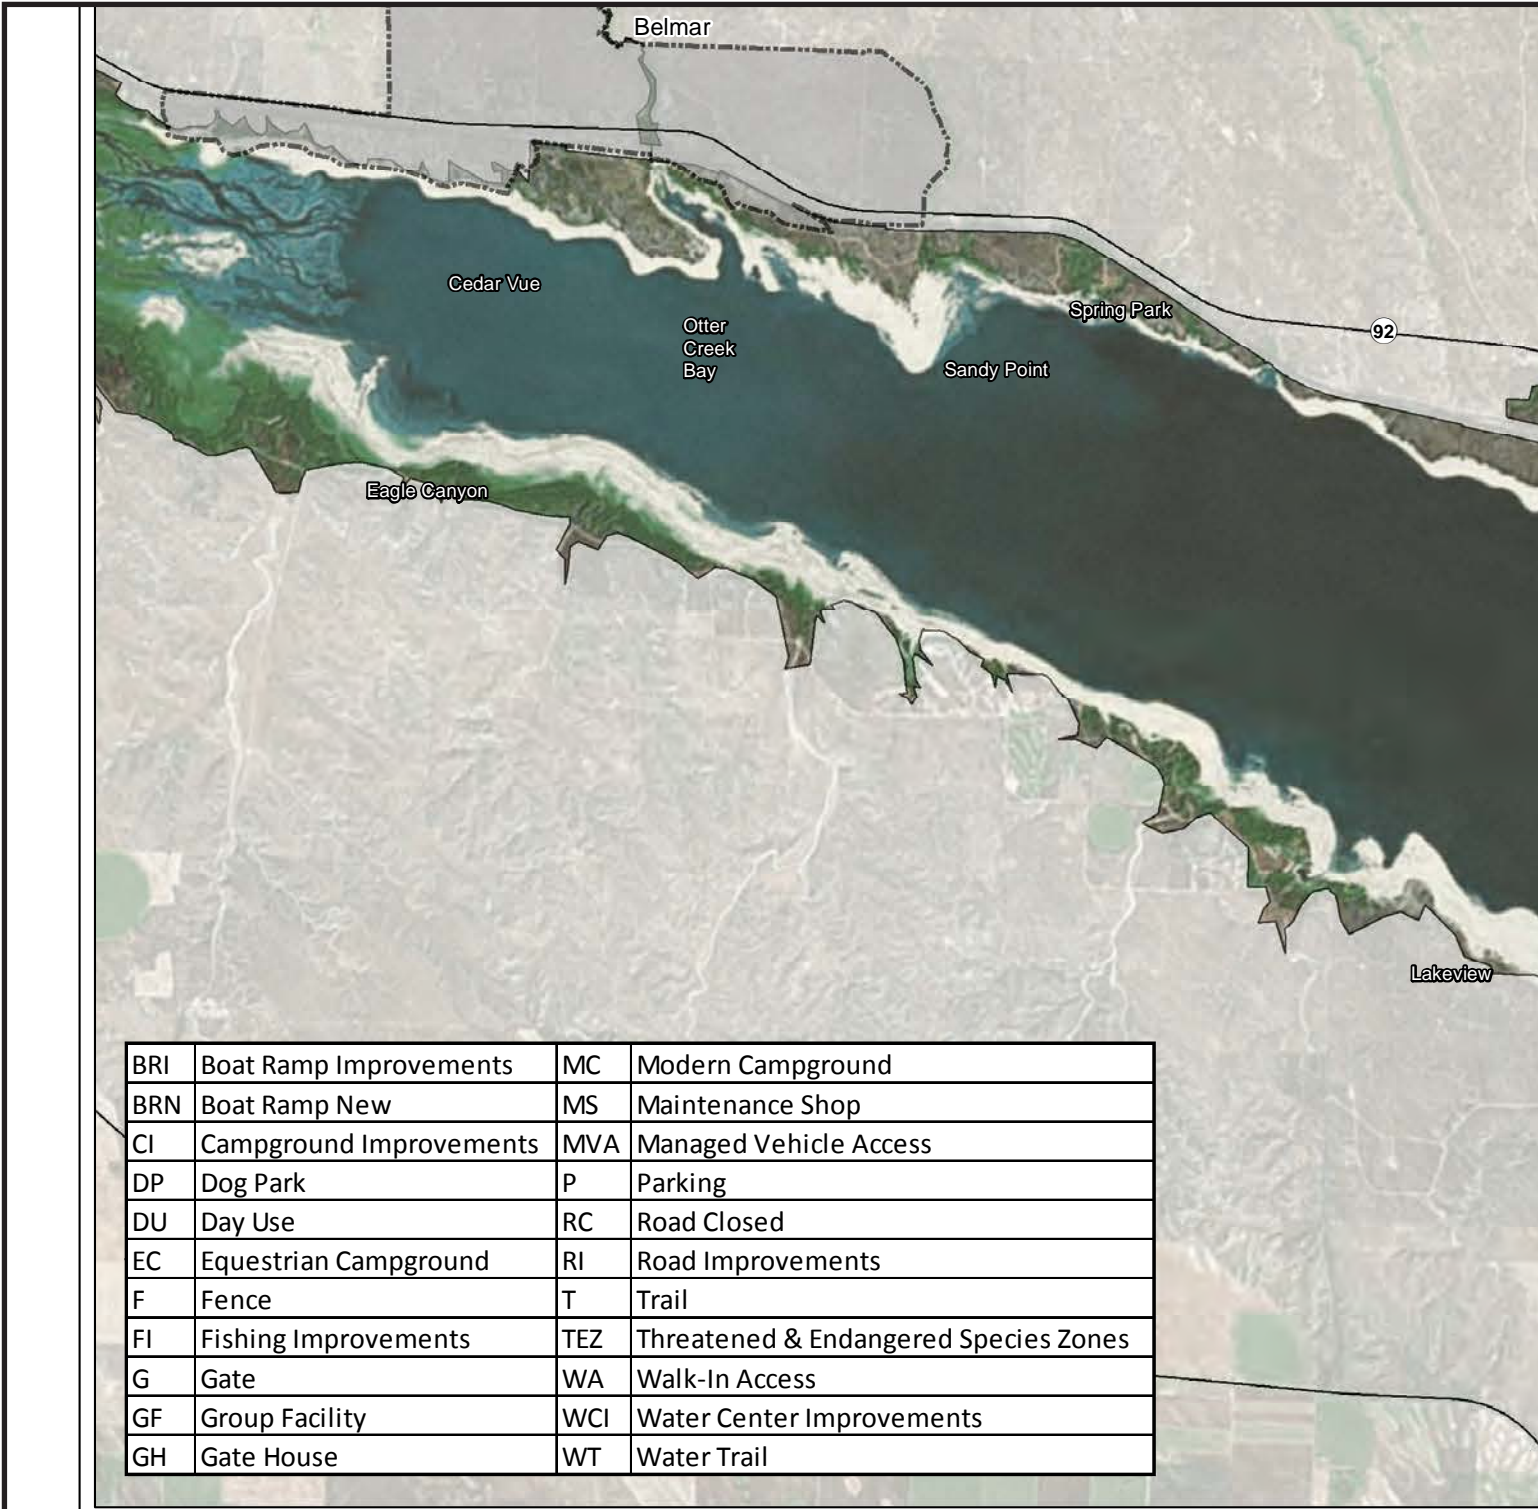 Belmar
Cedar Vue
Otter
Creek
Bay
Spring Park
92
Sandy Point
Eagle Canyon
Lakeview
BRI Boat Ramp Improvements MC Modern Campground
BRN Boat Ramp New MS Maintenance Shop
CI Campground Improvements MVA Managed Vehicle Access
DP Dog Park P Parking
DU Day Use RC Road Closed
EC Equestrian Campground RI Road Improvements
F Fence T Trail
FI Fishing Improvements TEZ Threatened & Endangered Species Zones
G Gate WA Walk-In Access
GF Group Facility WCI Water Center Improvements
GH Gate House WT Water Trail